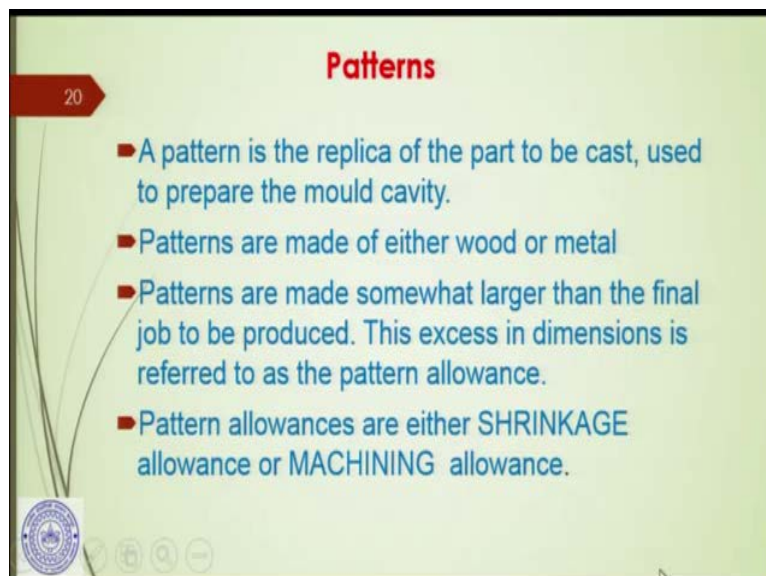 Patterns
20
A pattern is the replica of the part to be cast, used
to prepare the mould cavity.
Patterns are made of either wood or metal
Patterns are made somewhat larger than the final
job to be produced. This excess in dimensions is
referred to as the pattern allowance.
Pattern allowances are either SHRINKAGE
allowance or MACHINING allowance.